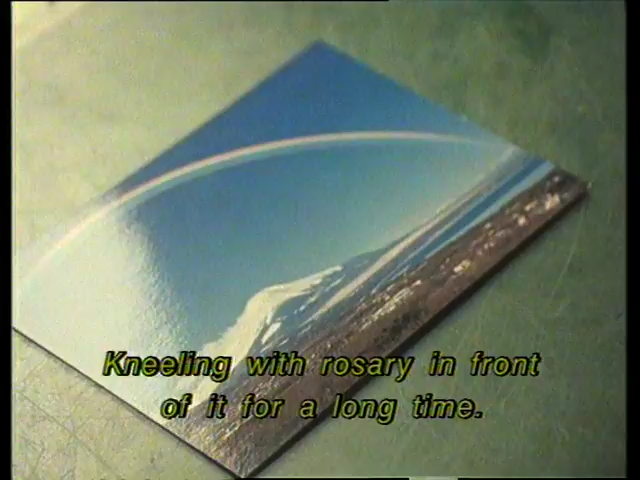 Kneeling with rosary in front
of it for a long time.